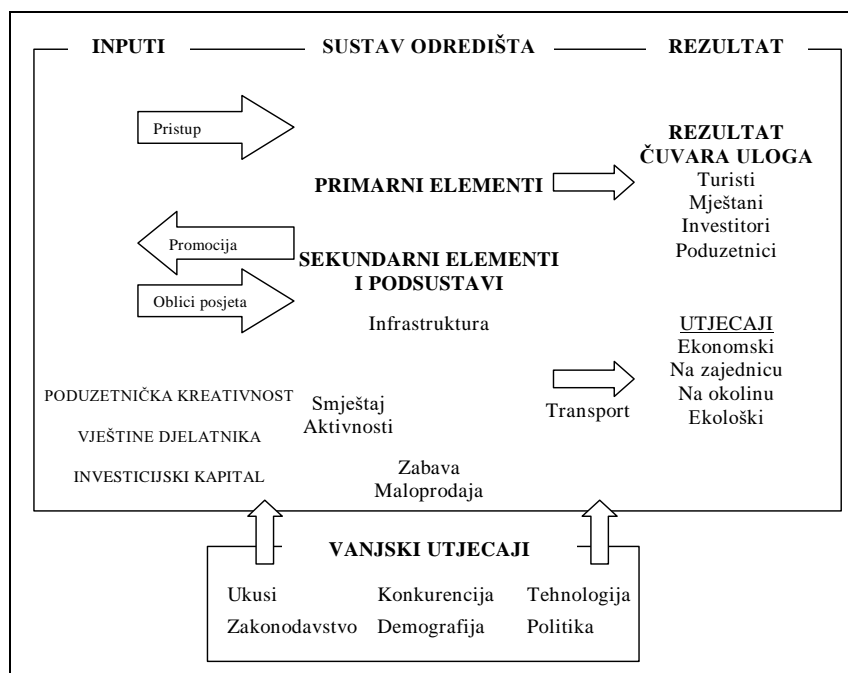 INPUTI SUSTAV ODREDIŠTA REZULTAT
Pristup
REZULTAT
ČUVARA ULOGA
PRIMARNI ELEMENTI
Turisti
Mještani
Investitori
Poduzetnici
Promocija
SEKUNDARNI ELEMENTI
I PODSUSTAVI
Oblici posjeta
Infrastruktura
UTJECAJI
Ekonomski
Na zajednicu
Na okolinu
Ekološki
PODUZETNIČKA KREATIVNOST
VJEŠTINE DJELATNIKA
INVESTICIJSKI KAPITAL
Smještaj
Aktivnosti
Transport
Zabava
Maloprodaja
VANJSKI UTJECAJI
Ukusi Konkurencija Tehnologija
Zakonodavstvo Demografija Politika